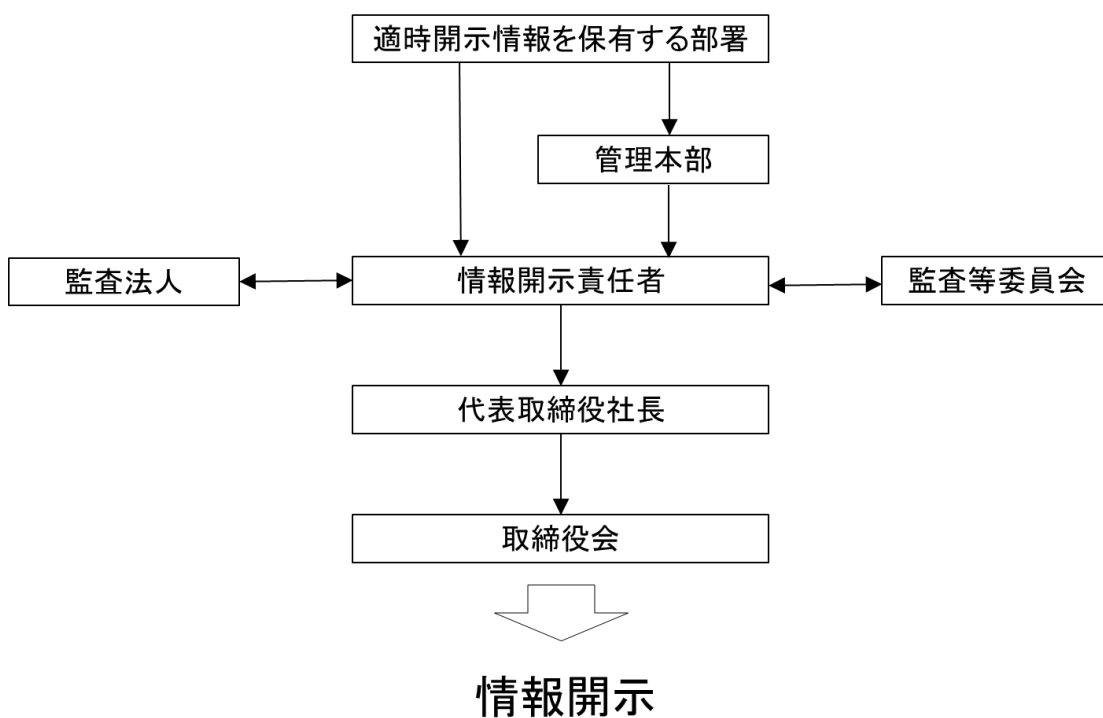 適時開示情報を保有する部署
管理本部
監査法人
情報開示責任者
監査等委員会
代表取締役社長
取締役会
情報開示